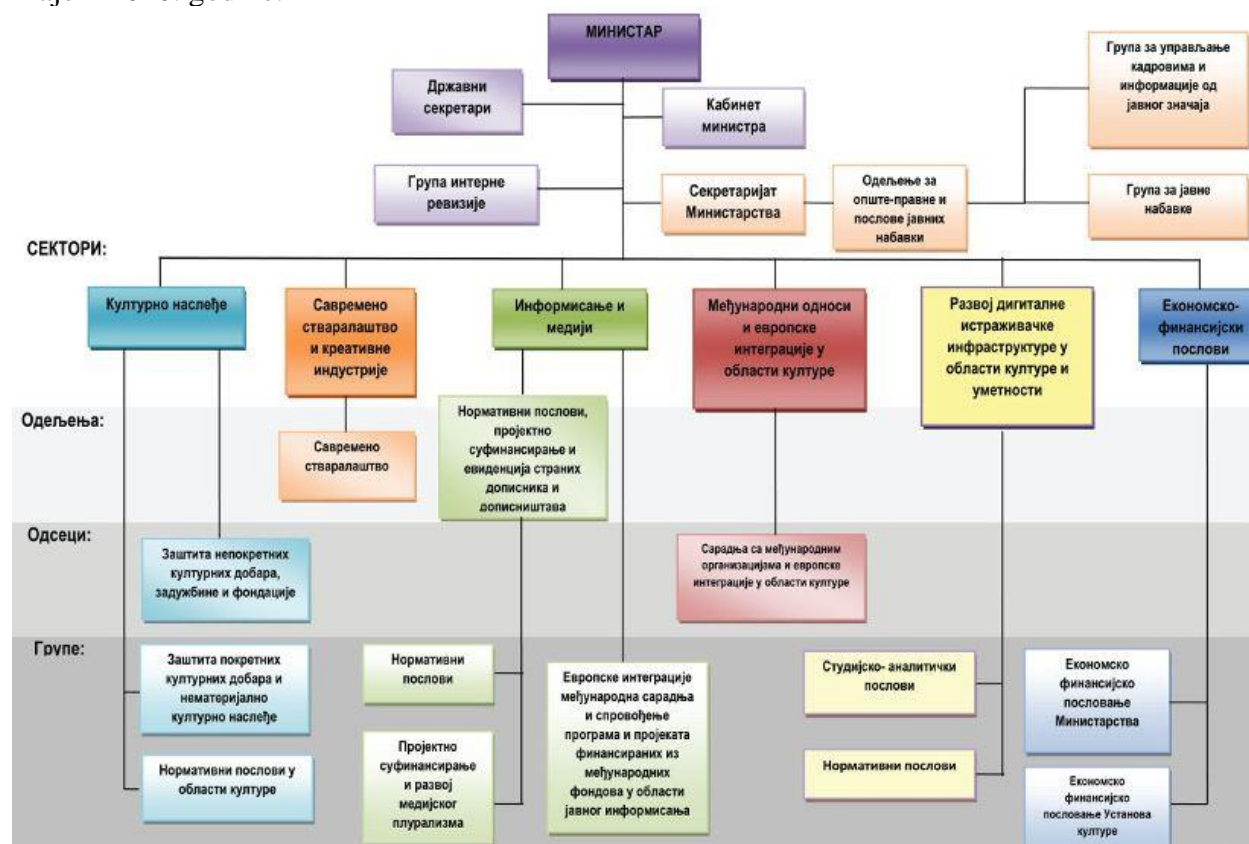 МИНИСТАР
Државни
секретари
Кабинет
министра
Група за управљање
кадровима и
информације од
јавног значаја
Група интерне
ревизије
Секретаријат
Министарства
Одељење за
опште-правне и
послове јавних
набавки
Група за јавне
набавке
СЕКТОРИ:
Културно наслеђе
Савремено
стваралаштво
и креативне
индустрије
Информисање и
медији
Међународни односи
и европске
интеграције у
области културе
Развој дигиталне
истраживачке
инфраструктуре у
области културе и
уметности
Економско-
финансијски
послови
Одељења:
Савремено
стваралаштво
Нормативни послови,
пројектно
суфинансирање и
евиденција страних
дописника и
дописништава
Одсеци:
Заштита непокретних
културних добара,
задужбине и фондације
Сарадња са међународним
организацијама и европске
интеграције у области културе
Групе:
Заштита покретних
културних добара и
нематеријално
културно наслеђе
Нормативни
послови
Европске интеграције
међународна сарадња
и спровођење
програма и пројеката
финансираних из
међународних
фондова у области
јавног информисања
Студијско- аналитички
послови
Економско
финансијско
пословање
Министарства
Нормативни послови у
области културе
Пројектно
суфинансирање
и развој
медијског
плурализма
Нормативни послови
Економско
финансијско
пословање Установа
културе